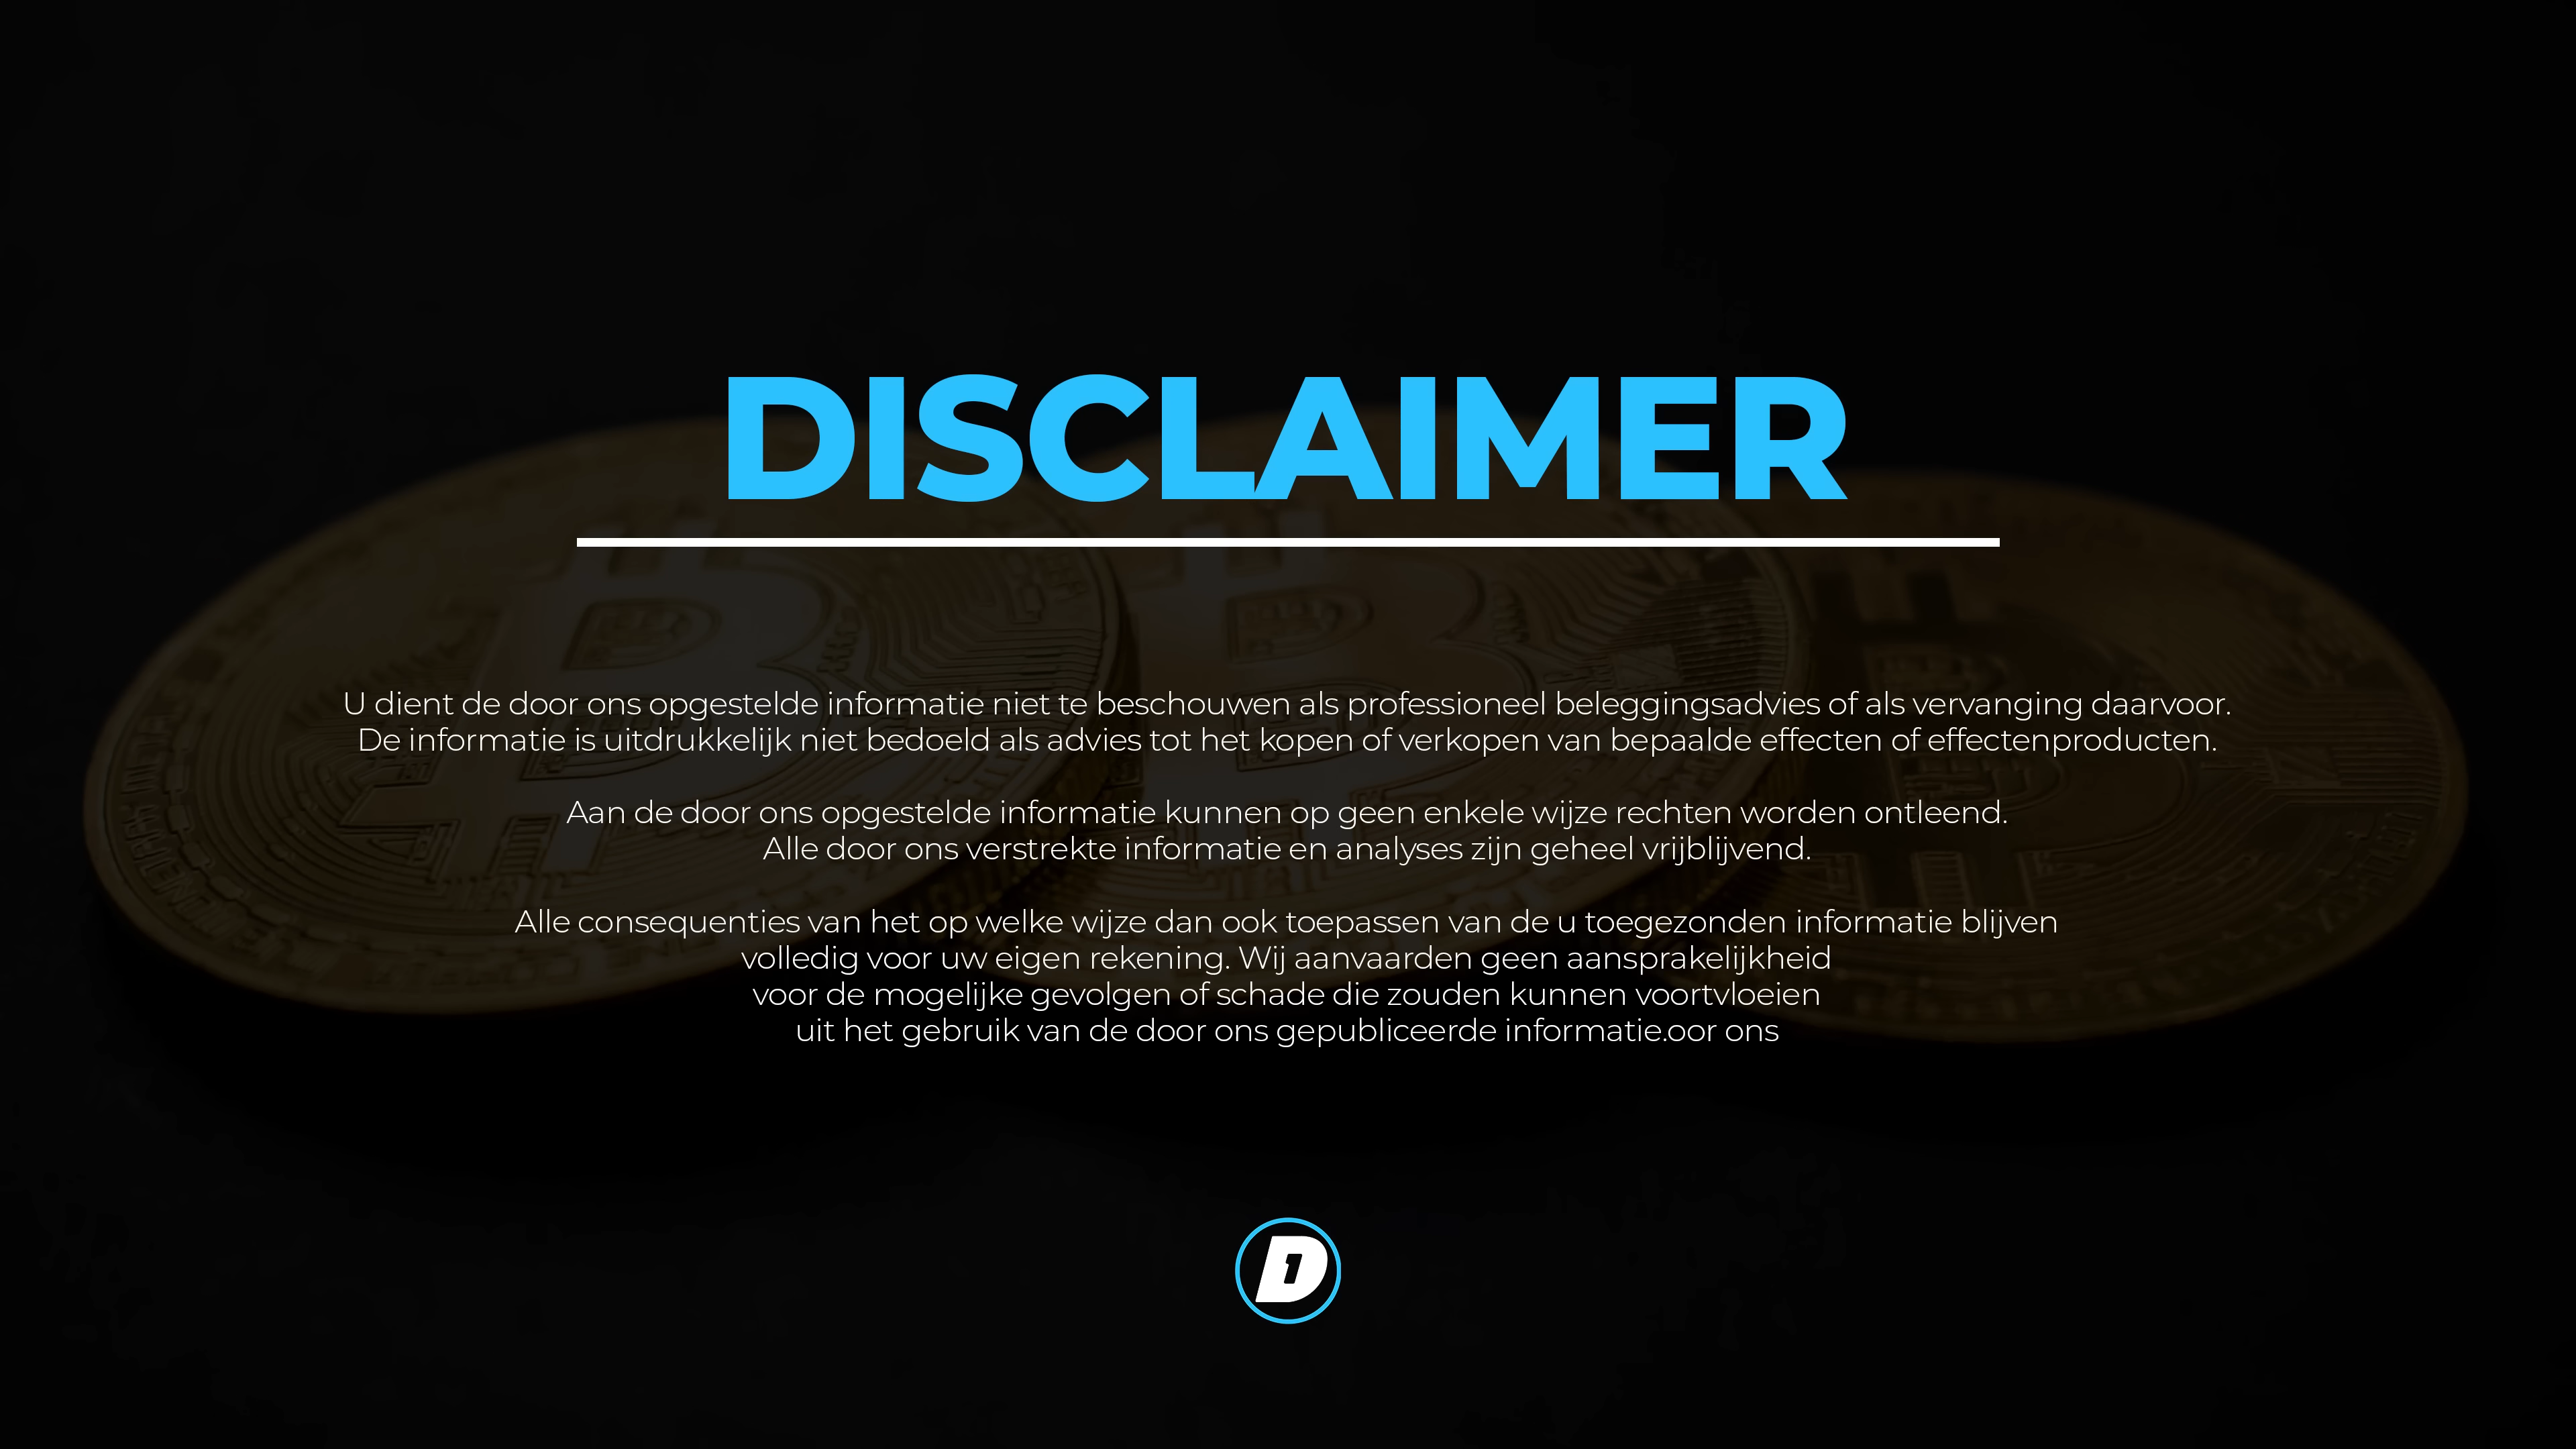 DISCLAIMER
U dient de door ons opgestelde informatie niet te beschouwen als professioneel beleggingsadvies of als vervanging daarvoor.
De informatie is uitdrukkelijk niet bedoeld als advies tot het kopen of verkopen van bepaalde effecten of effectenproducten.
Aan de door ons opgestelde informatie kunnen op geen enkele wijze rechten worden ontleend.
Alle door ons verstrekte informatie en analyses zijn geheel vrijblijvend.
Alle consequenties van het op welke wijze dan ook toepassen van de u toegezonden informatie blijven
volledig voor uw eigen rekening. Wij aanvaarden geen aansprakelijkheid
voor de mogelijke gevolgen of schade die zouden kunnen voortvloeien
uit het gebruik van de door ons gepubliceerde informatie.oor ons
D1